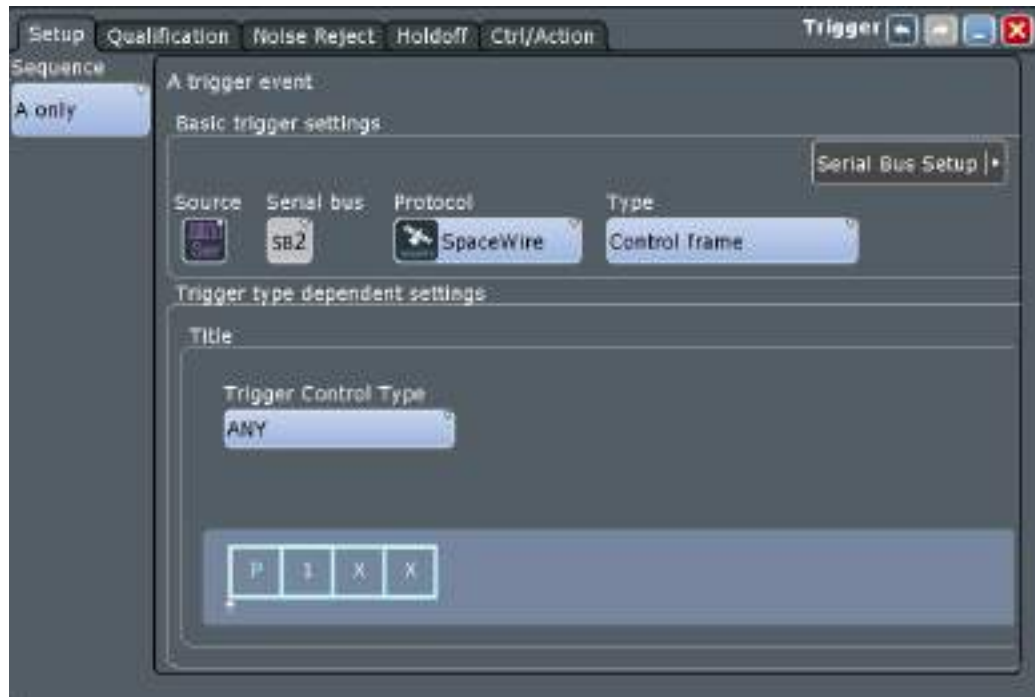 Setup Qualification Noise Reject Holdoff Ctrl/Action Trigger
Sequence
A only
A trigger event
Basic trigger settings
Serial Bus Setup
Source Serial bus Protocol Type
SB2 SpaceWire Control frame
Trigger type dependent settings
Title
Trigger Control Type
ANY
P 1 X X